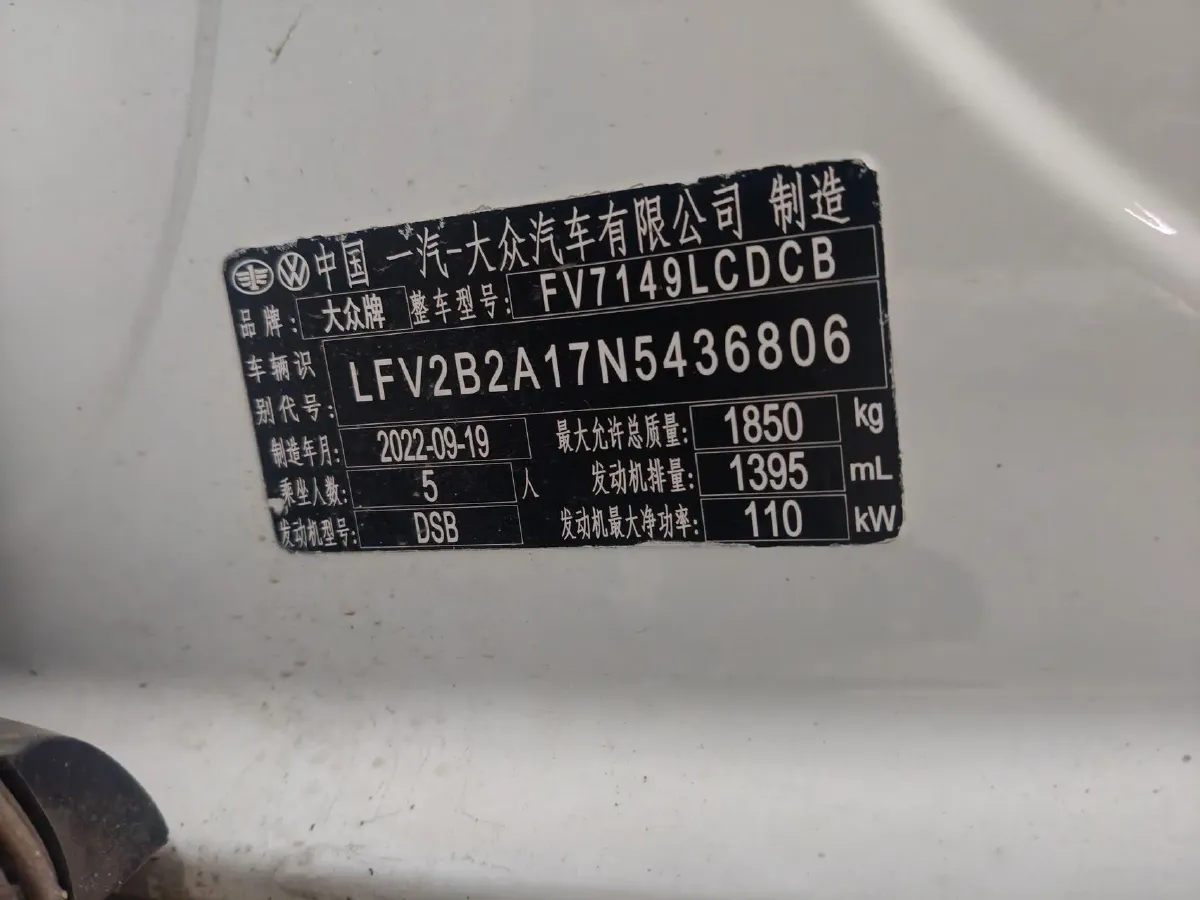 中国 一汽-大众汽车有限公司 制造
品牌: 大众牌 整车型号: FV7149LCDCB
车辆识别代号: LFV2B2A17N5436806
制造年月: 2022-09-19 最大允许总质量: 1850 kg
乘坐人数: 5 人 发动机排量: 1395 mL
发动机型号: DSB 发动机最大净功率: 110 kW